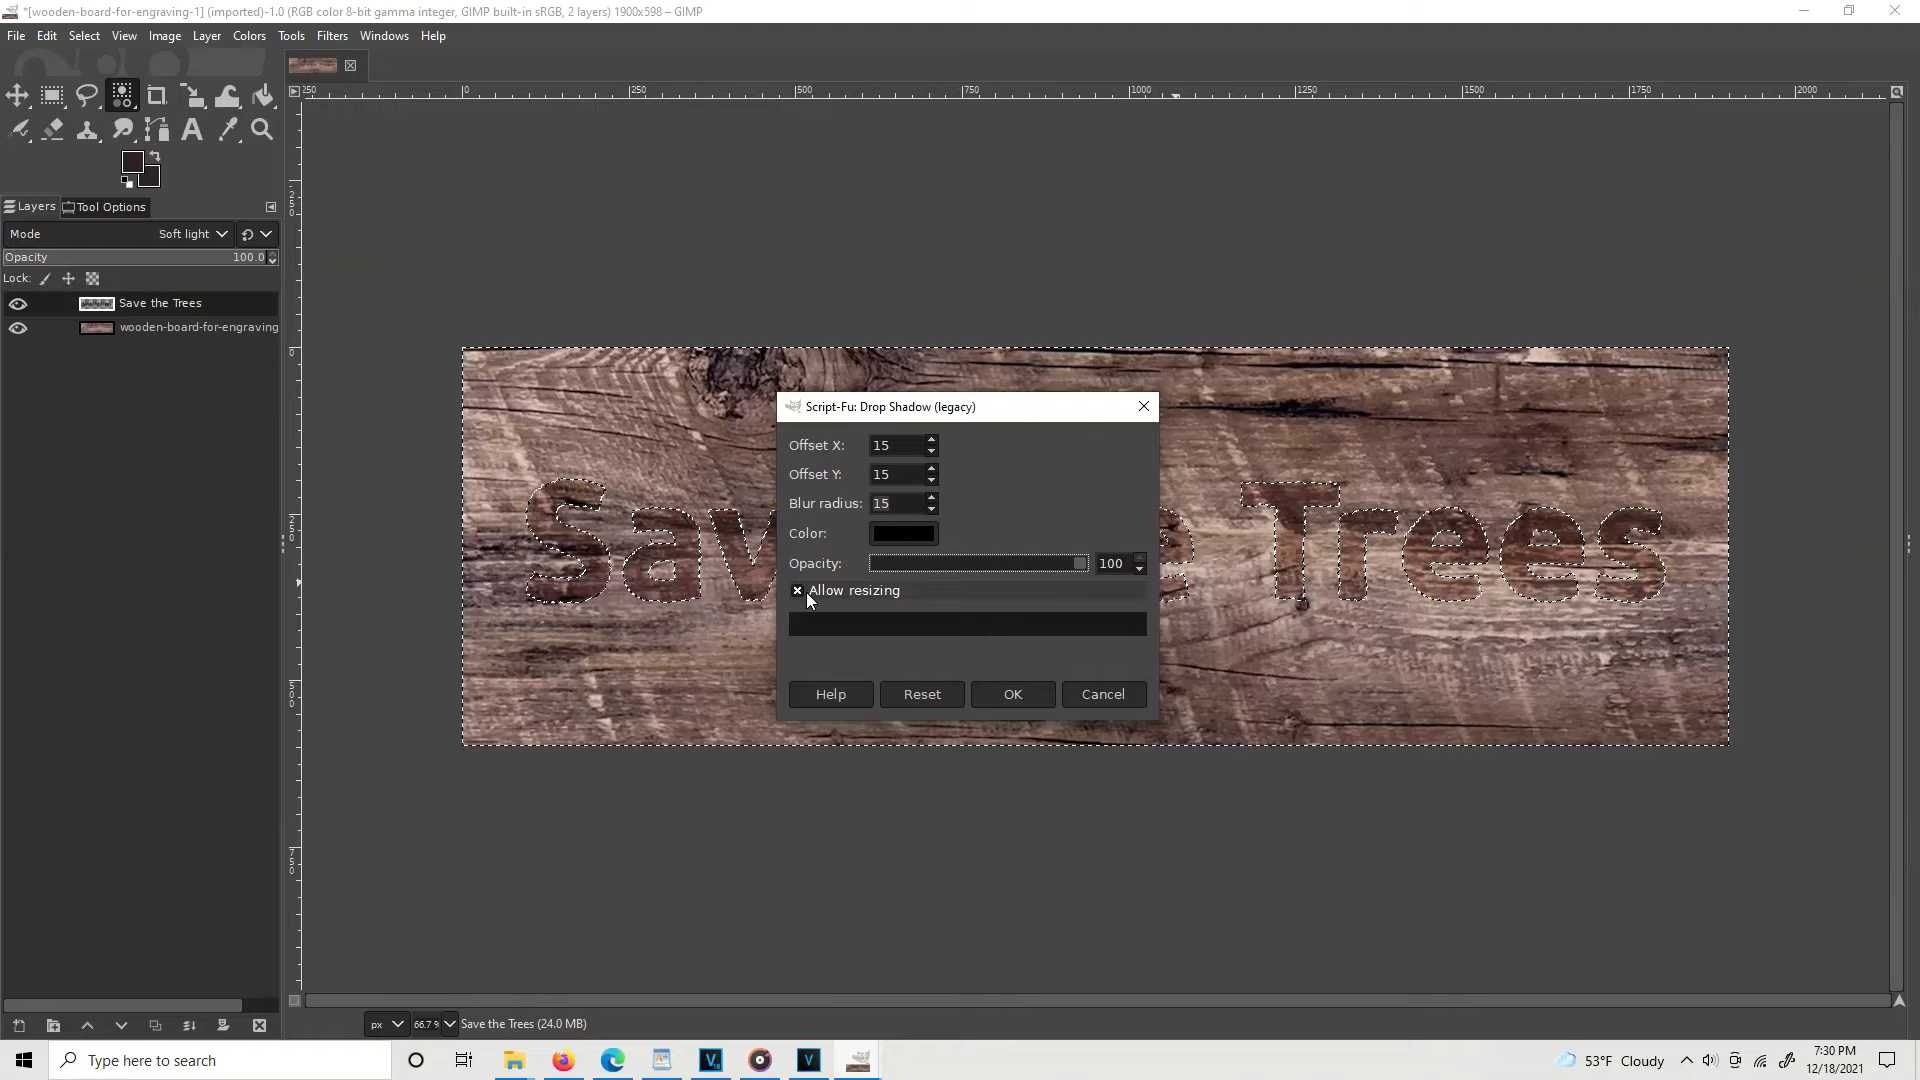 *[wooden-board-for-engraving-1] (imported)-1.0 (RGB color 8-bit gamma integer, GIMP built-in sRGB, 2 layers) 1900x598 – GIMP
File Edit Select View Image Layer Colors Tools Filters Windows Help
250 0 250 500 750 1000 1250 1500 1750 2000
Layers Tool Options
Mode Soft light
Opacity 100.0
Lock:
Save the Trees
wooden-board-for-engraving
250
0
250
500
750
Script-Fu: Drop Shadow (legacy)
Offset X: 15
Offset Y: 15
Blur radius: 15
Color:
Opacity: 100
Allow resizing
Help Reset OK Cancel
Sav e Trees
px 66.7 % Save the Trees (24.0 MB)
Type here to search
53°F Cloudy
7:30 PM
12/18/2021